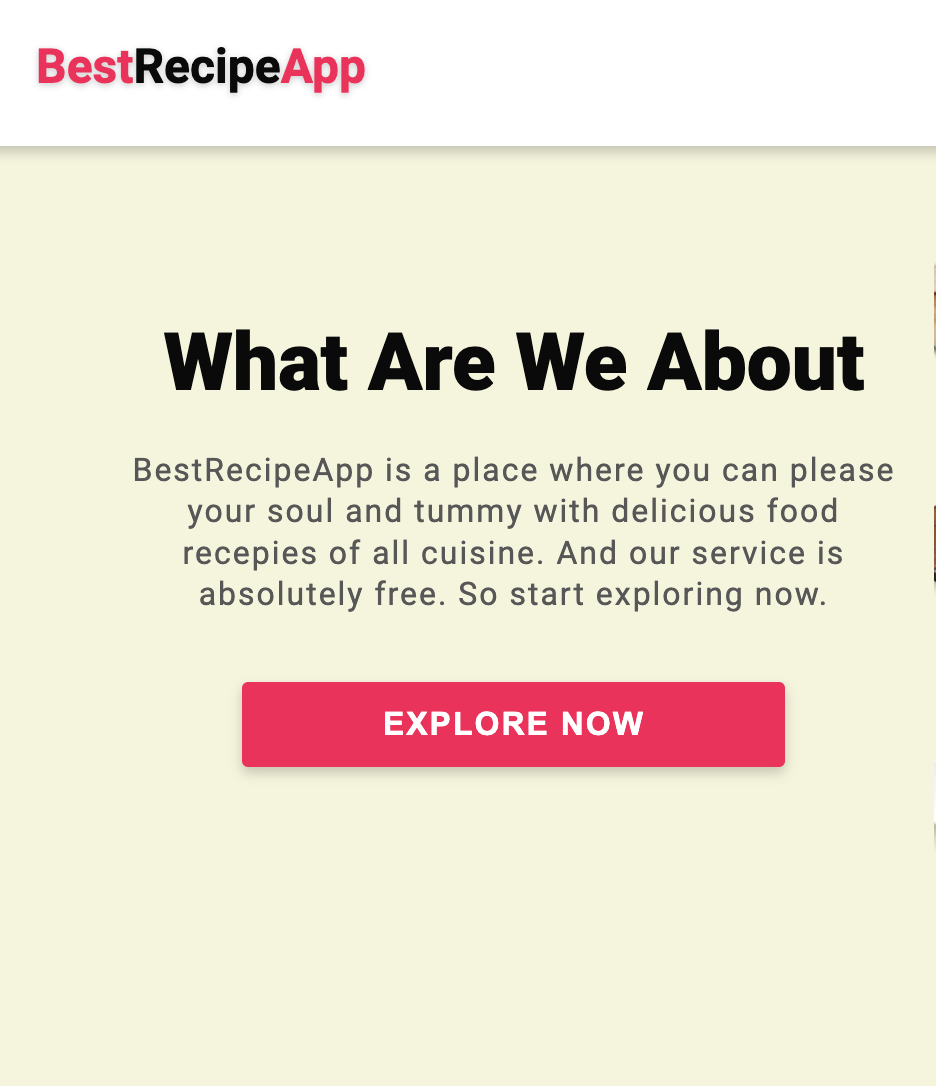 BestRecipeApp
What Are We About
BestRecipeApp is a place where you can please
your soul and tummy with delicious food
recepies of all cuisine. And our service is
absolutely free. So start exploring now.
EXPLORE NOW